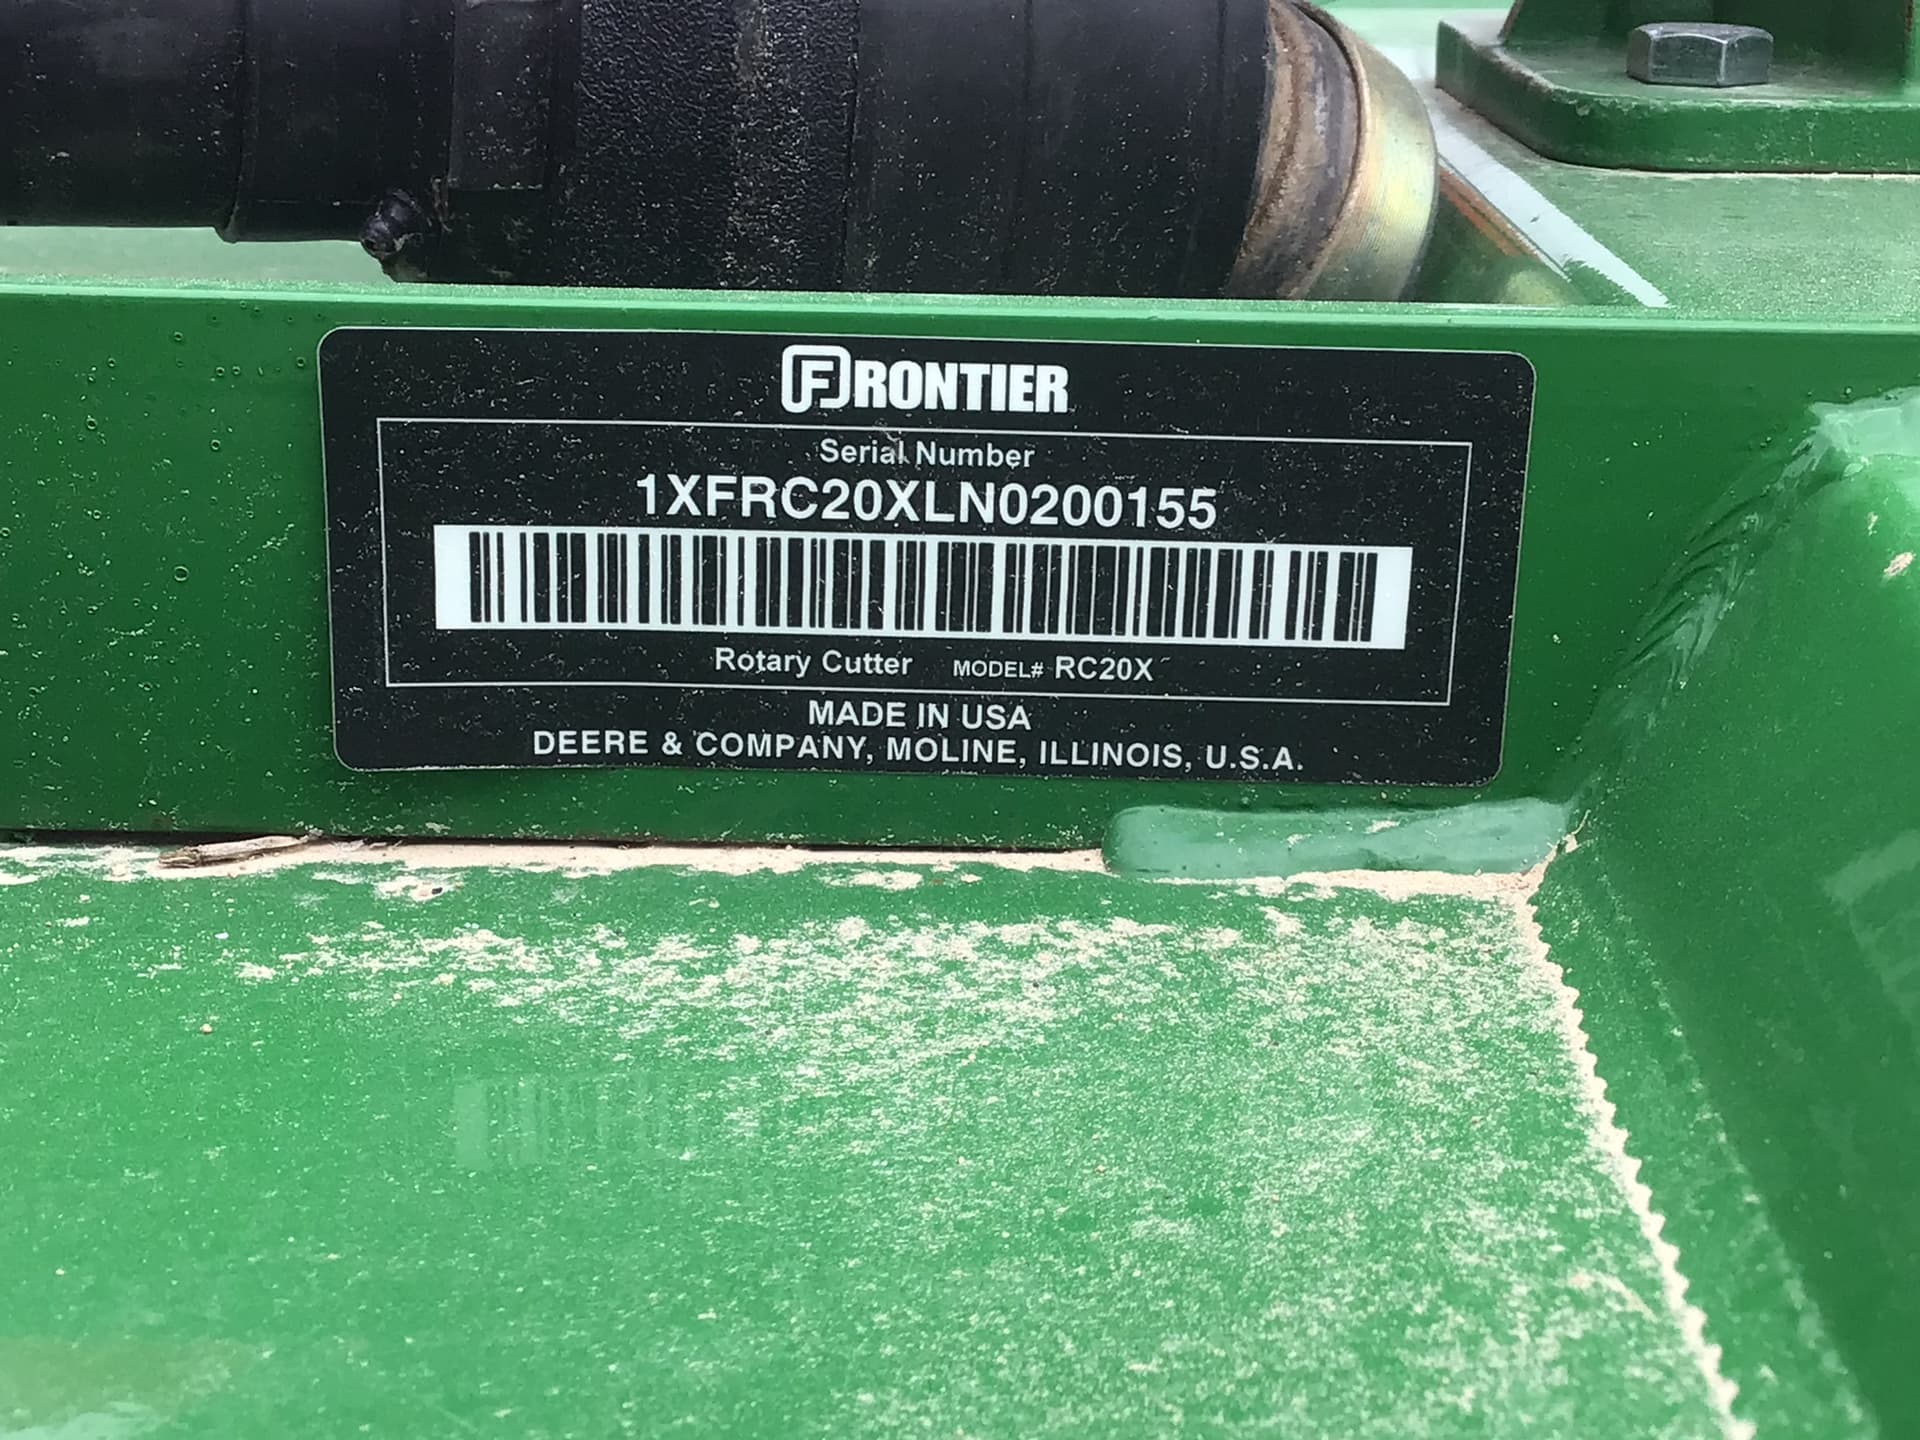 FRONTIER
Serial Number
1XFRC20XLN0200155
Rotary Cutter MODEL# RC20X
MADE IN USA
DEERE & COMPANY, MOLINE, ILLINOIS, U.S.A.